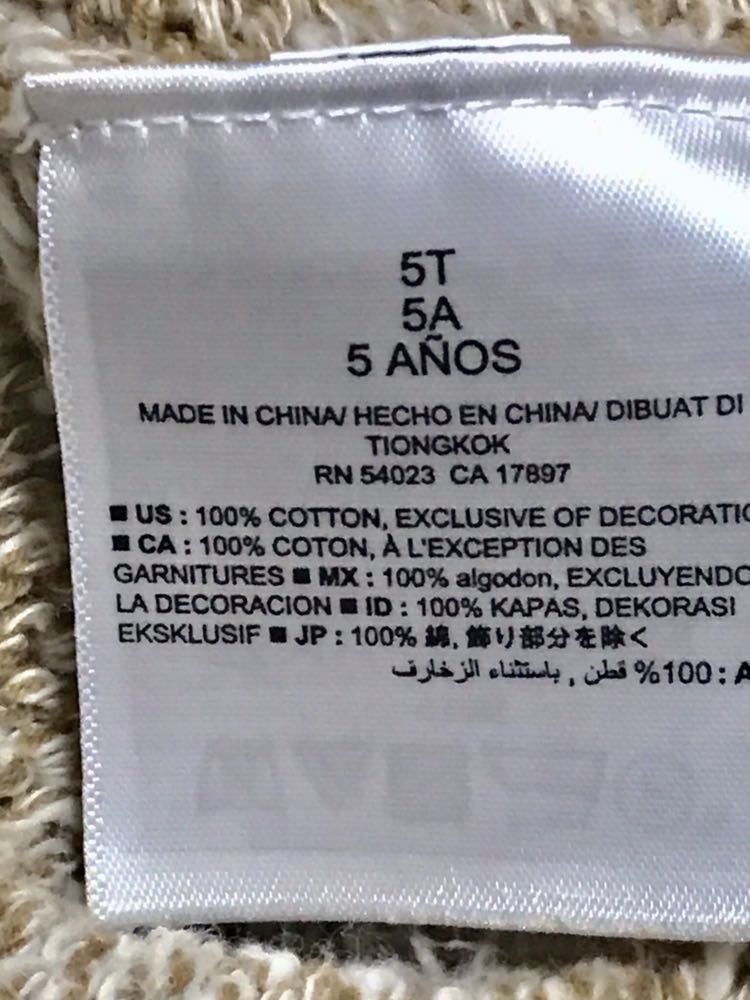 5T
5A
5 AÑOS
MADE IN CHINA/ HECHO EN CHINA/ DIBUAT DI
TIONGKOK
RN 54023 CA 17897
■ US : 100% COTTON, EXCLUSIVE OF DECORATIO
■ CA : 100% COTON, À L'EXCEPTION DES
GARNITURES ■ MX : 100% algodon, EXCLUYENDO
LA DECORACION ■ ID : 100% KAPAS, DEKORASI
EKSKLUSIF ■ JP : 100% 綿, 飾り部分を除く
A : 100% قطن , باستثناء الزخارف